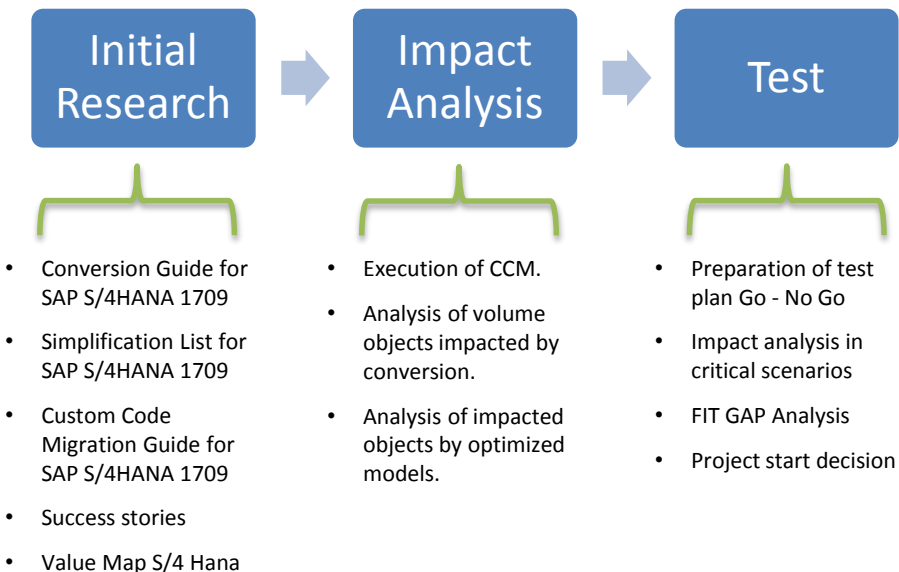 Initial
Research
Impact
Analysis
Test
• Conversion Guide for
SAP S/4HANA 1709
• Simplification List for
SAP S/4HANA 1709
• Custom Code
Migration Guide for
SAP S/4HANA 1709
• Success stories
• Value Map S/4 Hana
• Execution of CCM.
• Analysis of volume
objects impacted by
conversion.
• Analysis of impacted
objects by optimized
models.
• Preparation of test
plan Go - No Go
• Impact analysis in
critical scenarios
• FIT GAP Analysis
• Project start decision